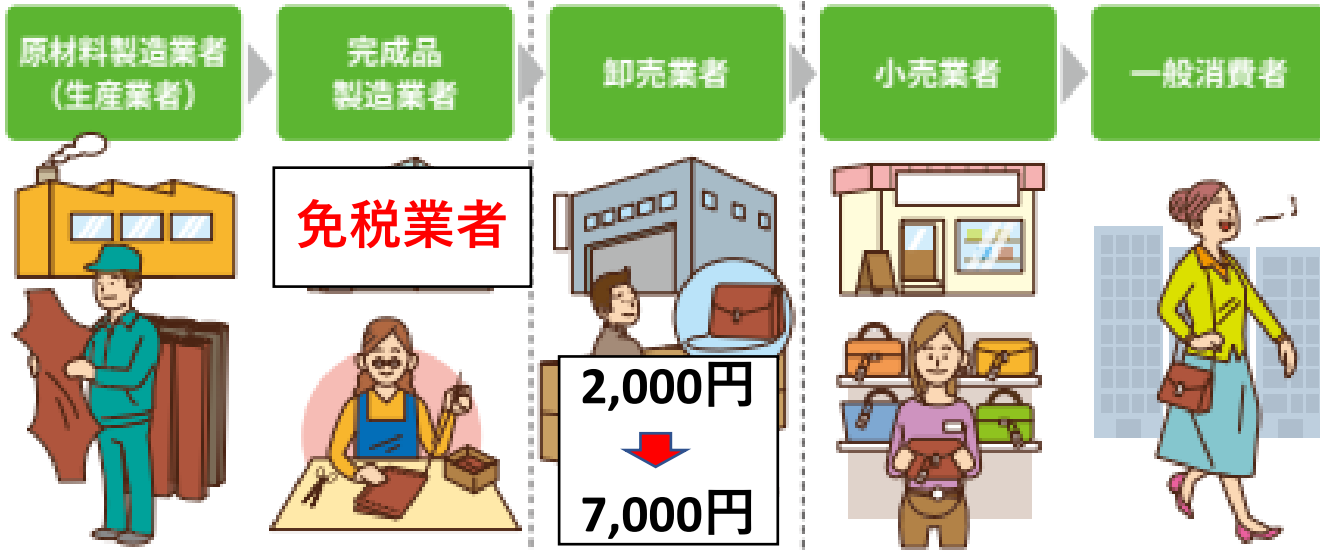 原材料製造業者
（生産業者）
完成品
製造業者
卸売業者
小売業者
一般消費者
免税業者
2,000円
7,000円